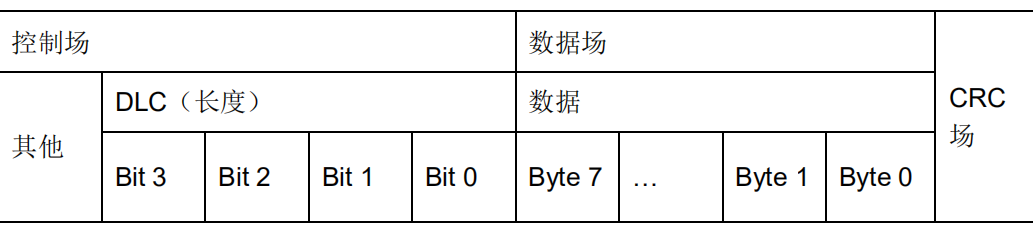 控制场 数据场
DLC（长度） 数据 CRC
其他 场
Bit 3 Bit 2 Bit 1 Bit 0 Byte 7 … Byte 1 Byte 0